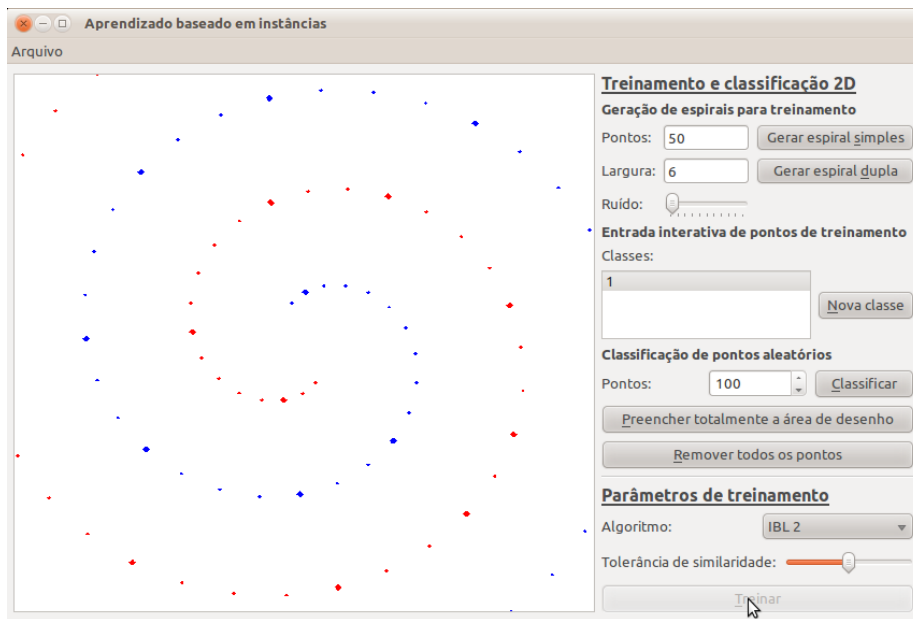 Aprendizado baseado em instâncias
Arquivo
Treinamento e classificação 2D
Geração de espirais para treinamento
Pontos: 50 Gerar espiral simples
Largura: 6 Gerar espiral dupla
Ruído:
Entrada interativa de pontos de treinamento
Classes:
1
Nova classe
Classificação de pontos aleatórios
Pontos: 100 Classificar
Preencher totalmente a área de desenho
Remover todos os pontos
Parâmetros de treinamento
Algoritmo: IBL 2
Tolerância de similaridade:
Treinar